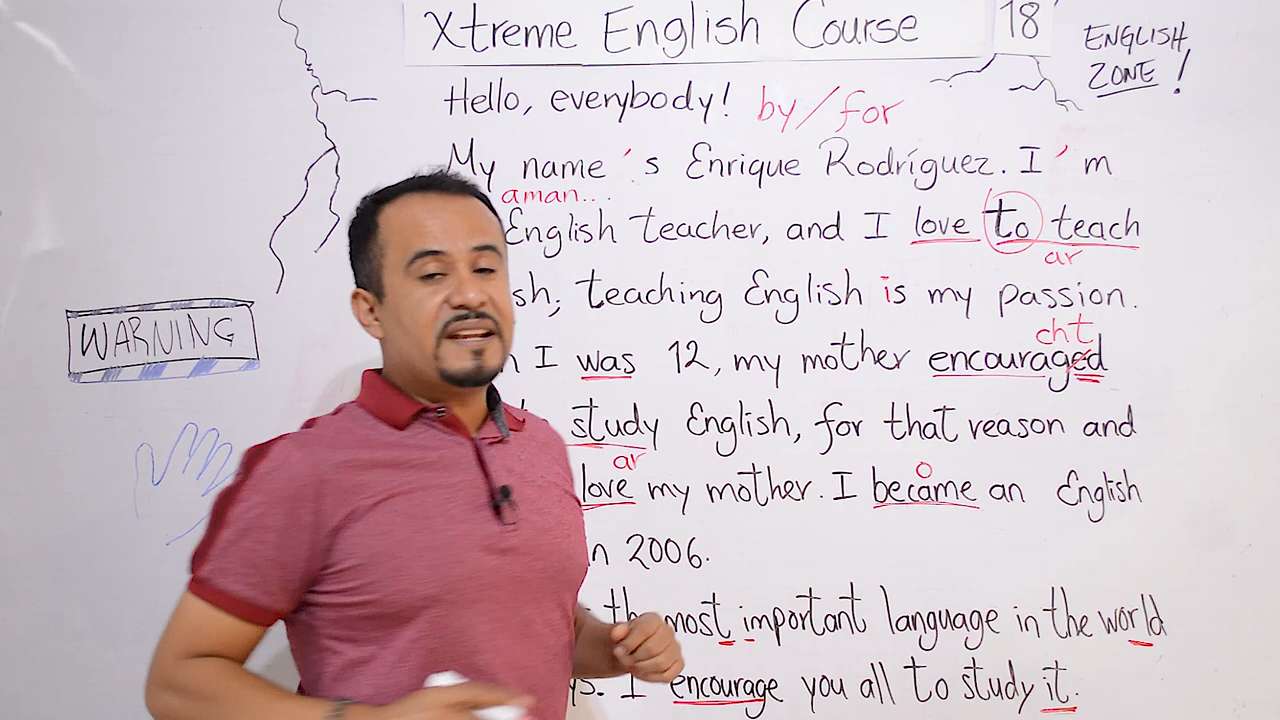 Xtreme English Course 18
ENGLISH ZONE!
Hello, everybody! by/for
My name's Enrique Rodríguez. I'm
aman...
English teacher, and I love to teach
ar
sh; teaching English is my passion.
cht
I was 12, my mother encouraged
study English, for that reason and
ar
o
love my mother. I became an English
n 2006.
the most important language in the world
ys. I encourage you all to study it.
WARNING